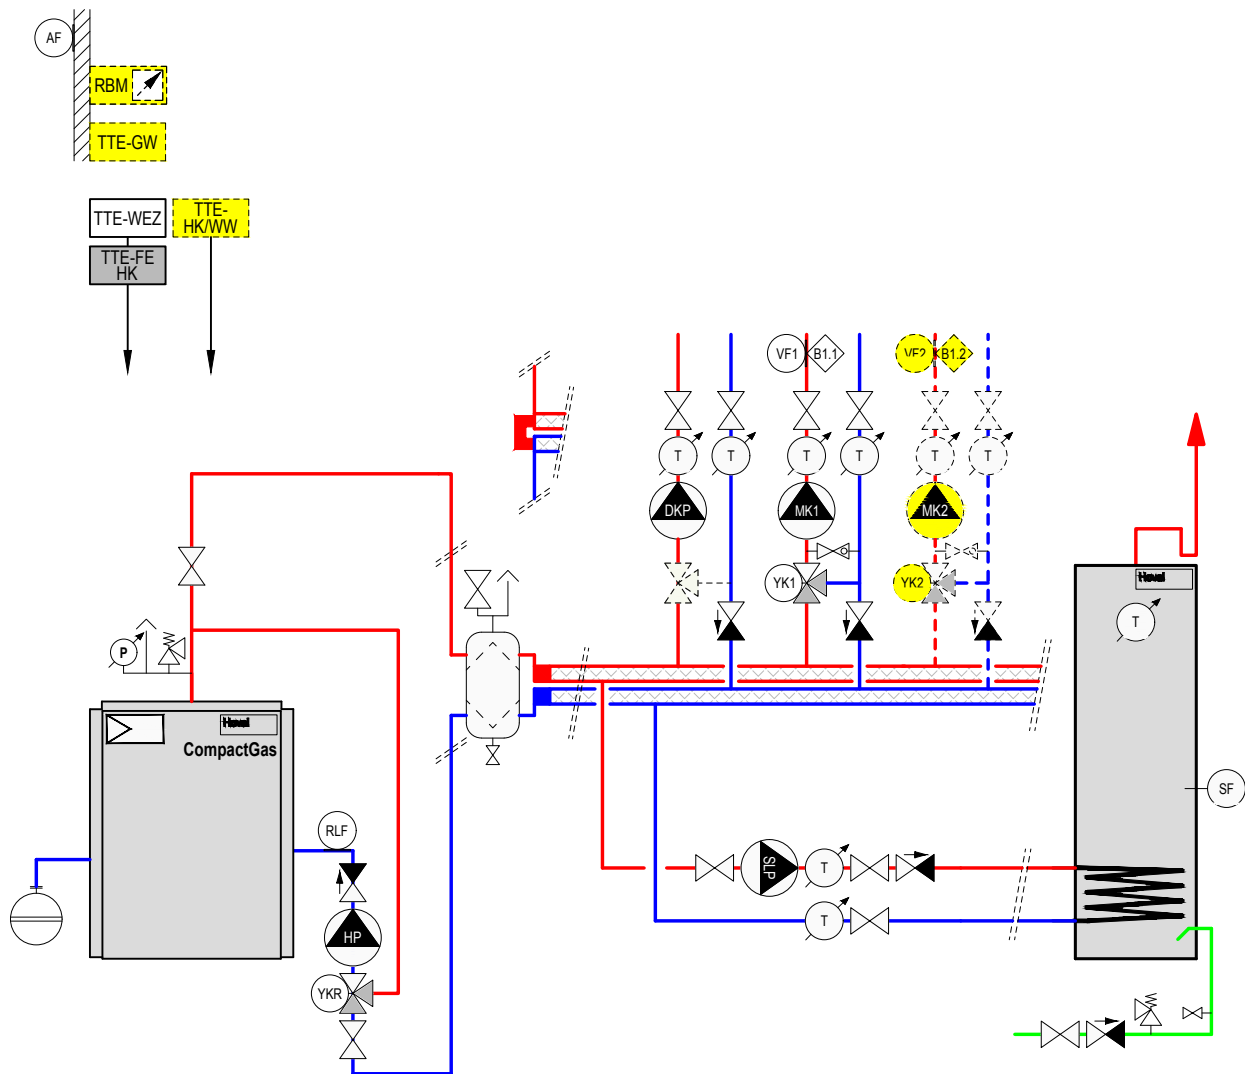 AF
RBM
TTE-GW
TTE-WEZ
TTE-
HK/WW
TTE-FE
HK
VF1
B1.1
VF2
B1.2
T
T
T
T
T
T
DKP
MK1
MK2
YK1
YK2
Hoval
T
P
Hoval
CompactGas
SF
RLF
SLP
T
HP
T
YKR